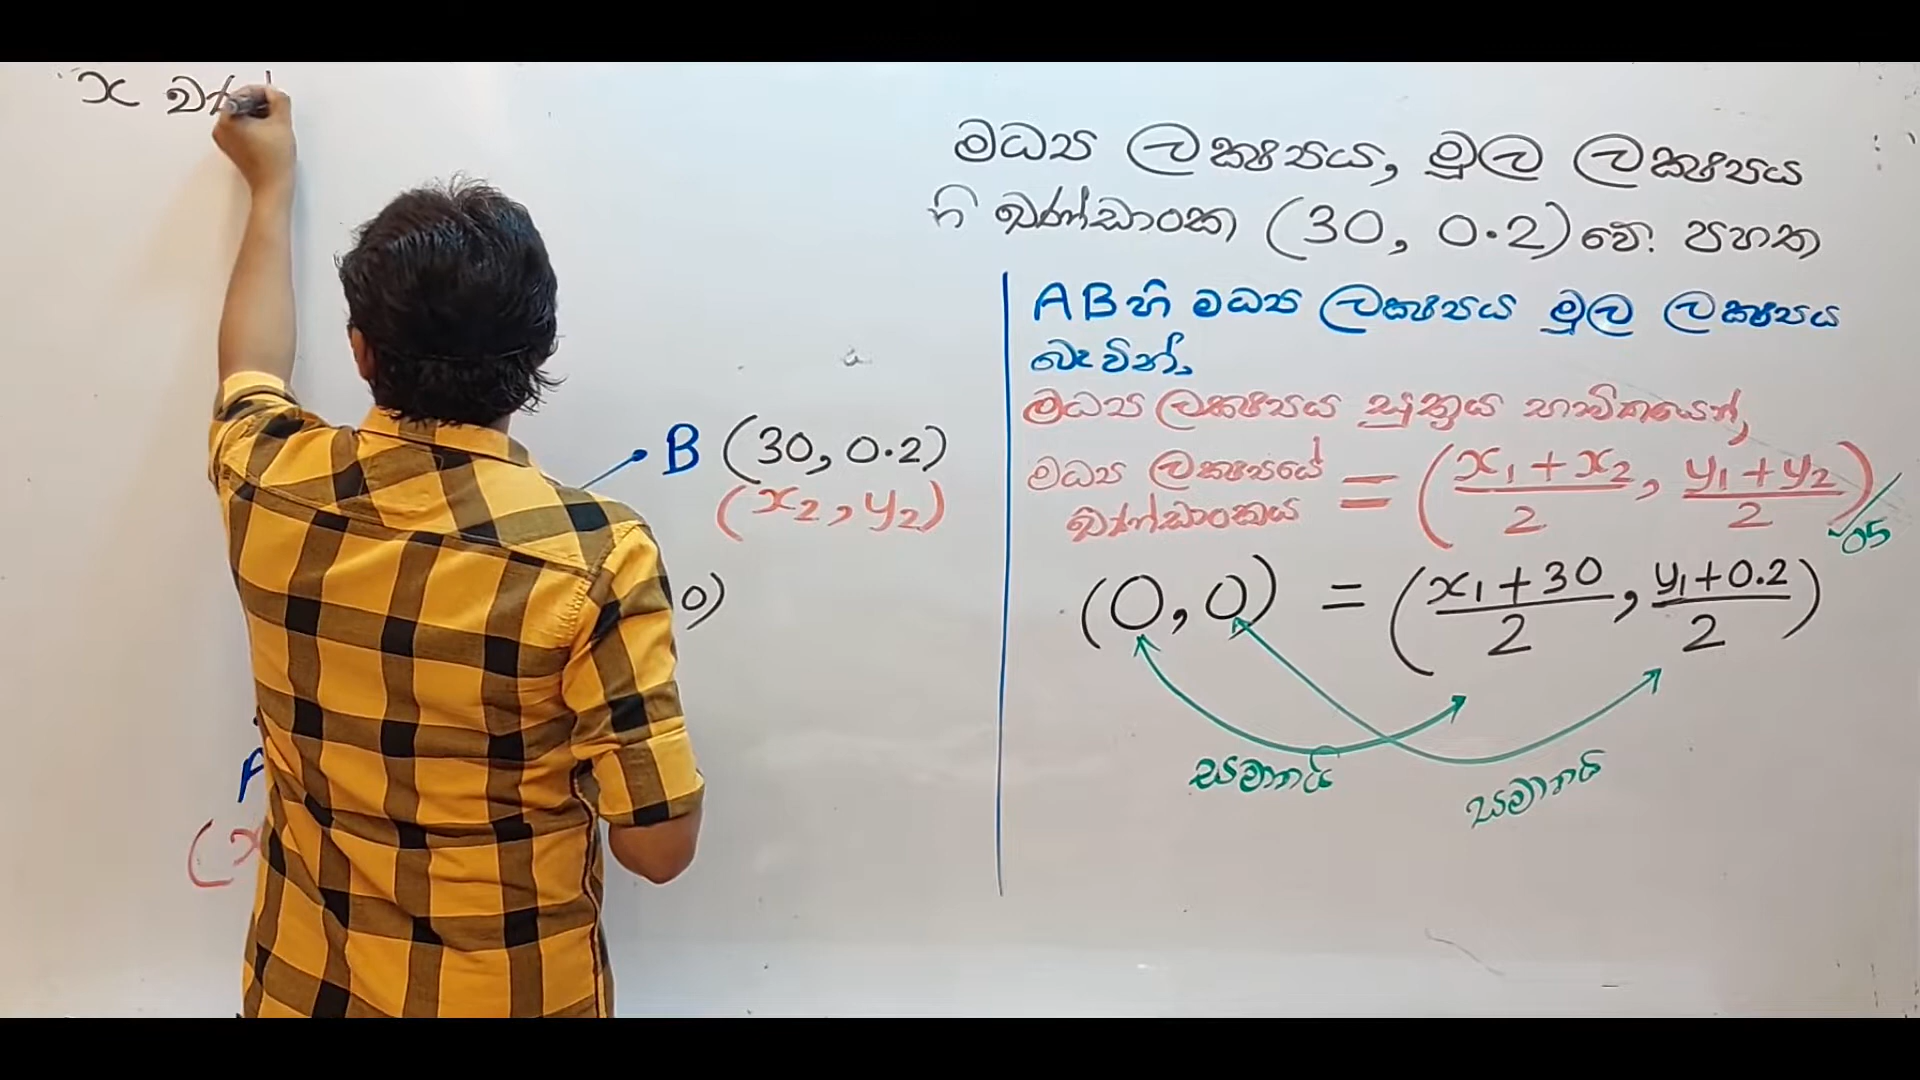 x
මධ්‍ය ලක්ෂ්‍යය, මූල ලක්ෂ්‍යය
හි ඛණ්ඩාංක (30, 0.2) වේ. පහත
AB හි මධ්‍ය ලක්ෂ්‍යය මූල ලක්ෂ්‍යය
බැවින්,
මධ්‍ය ලක්ෂ්‍යය සූත්‍රය භාවිතයෙන්,
මධ්‍ය ලක්ෂ්‍යයේ
ඛණ්ඩාංකය = (x₁ + x₂ / 2, y₁ + y₂ / 2)
05
(0, 0) = (x₁ + 30 / 2, y₁ + 0.2 / 2)
සමානයි සමානයි
B (30, 0.2)
(x₂, y₂)
0)
A
(x